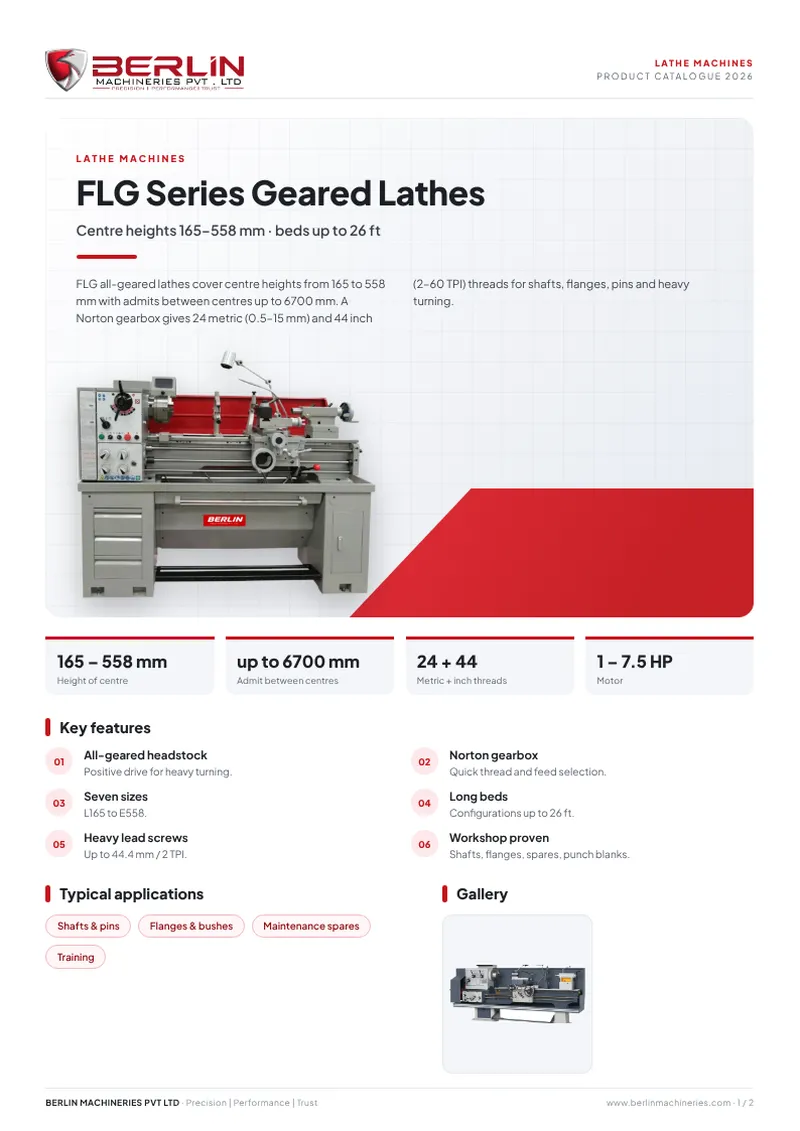 BERLIN
MACHINERIES PVT . LTD
PRECISION | PERFORMANCE | TRUST
LATHE MACHINES
PRODUCT CATALOGUE 2026
LATHE MACHINES
FLG Series Geared Lathes
Centre heights 165–558 mm · beds up to 26 ft
FLG all-geared lathes cover centre heights from 165 to 558
mm with admits between centres up to 6700 mm. A
Norton gearbox gives 24 metric (0.5–15 mm) and 44 inch
(2–60 TPI) threads for shafts, flanges, pins and heavy
turning.
BERLIN
165 – 558 mm
Height of centre
up to 6700 mm
Admit between centres
24 + 44
Metric + inch threads
1 – 7.5 HP
Motor
Key features
01 All-geared headstock
Positive drive for heavy turning.
02 Norton gearbox
Quick thread and feed selection.
03 Seven sizes
L165 to E558.
04 Long beds
Configurations up to 26 ft.
05 Heavy lead screws
Up to 44.4 mm / 2 TPI.
06 Workshop proven
Shafts, flanges, spares, punch blanks.
Typical applications
Shafts & pins
Flanges & bushes
Maintenance spares
Training
Gallery
BERLIN MACHINERIES PVT LTD · Precision | Performance | Trust
www.berlinmachineries.com · 1 / 2